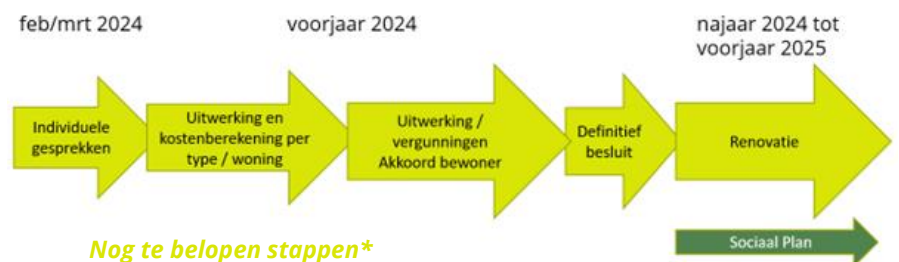 feb/mrt 2024
voorjaar 2024
najaar 2024 tot
voorjaar 2025
Individuele
gesprekken
Uitwerking en
kostenberekening per
type / woning
Uitwerking /
vergunningen
Akkoord bewoner
Definitief
besluit
Renovatie
Sociaal Plan
Nog te belopen stappen*